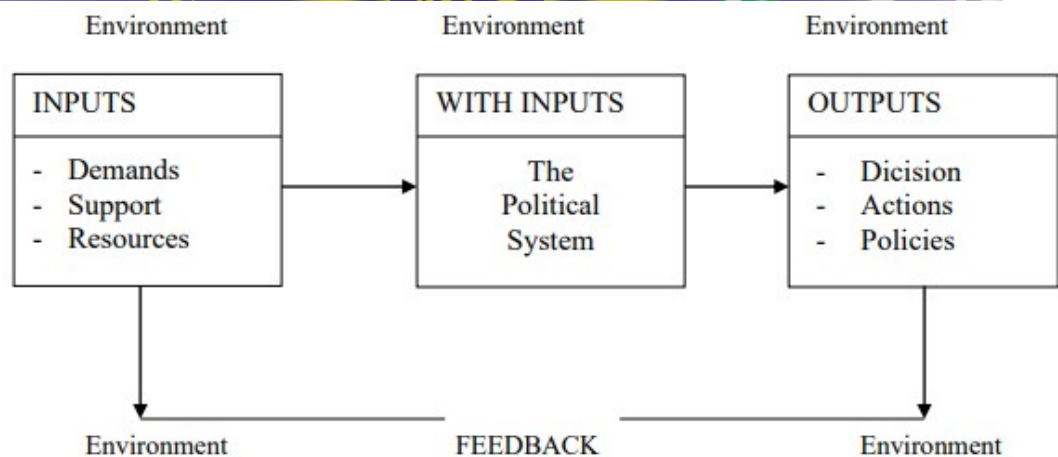 Environment
Environment
Environment
INPUTS
- Demands
- Support
- Resources
WITH INPUTS
The
Political
System
OUTPUTS
- Dicision
- Actions
- Policies
Environment
FEEDBACK
Environment